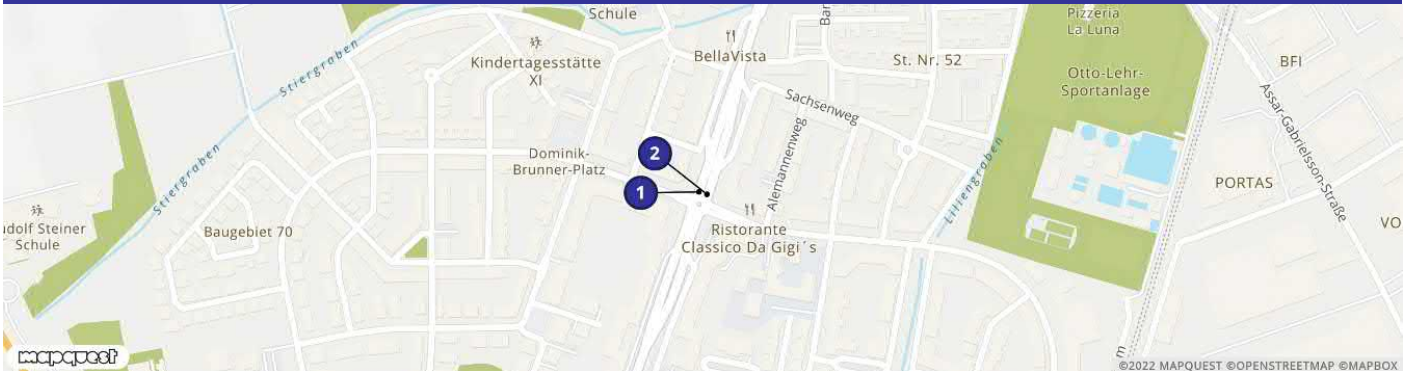 Schule
Pizzeria
La Luna
Kindertagesstätte
XI
BellaVista
St. Nr. 52
BFI
Otto-Lehr-
Sportanlage
Stiergraben
Sachsenweg
Assar-Gabrielsson-Straße
Dominik-
Brunner-Platz
2
1
Alemannenweg
Liliengraben
PORTAS
Stiergraben
udolf Steiner
Schule
Baugebiet 70
Ristorante
Classico Da Gigi´s
VO
Bar
m
mapquest
©2022 MAPQUEST ©OPENSTREETMAP ©MAPBOX